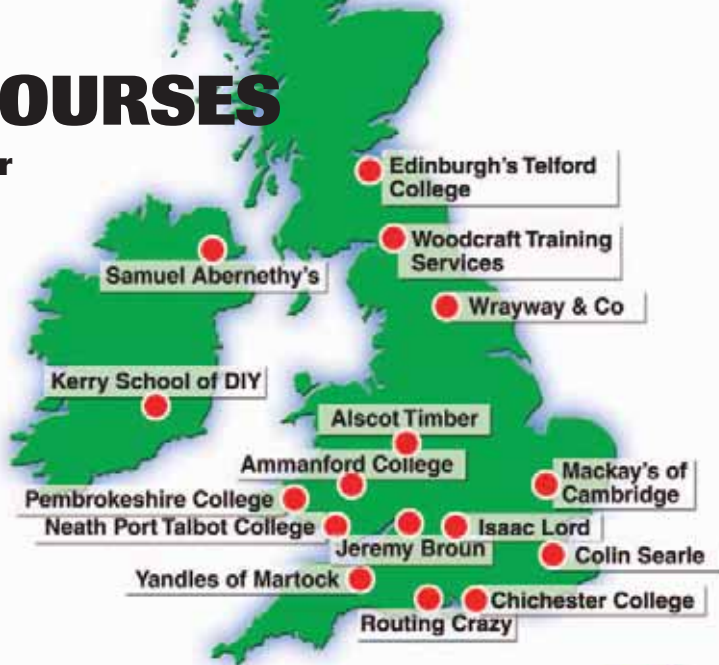 OURSES
r
Edinburgh's Telford
College
Woodcraft Training
Services
Samuel Abernethy's
Wrayway & Co
Kerry School of DIY
Alscot Timber
Ammanford College
Mackay's of
Cambridge
Pembrokeshire College
Neath Port Talbot College
Isaac Lord
Jeremy Broun
Colin Searle
Yandles of Martock
Chichester College
Routing Crazy